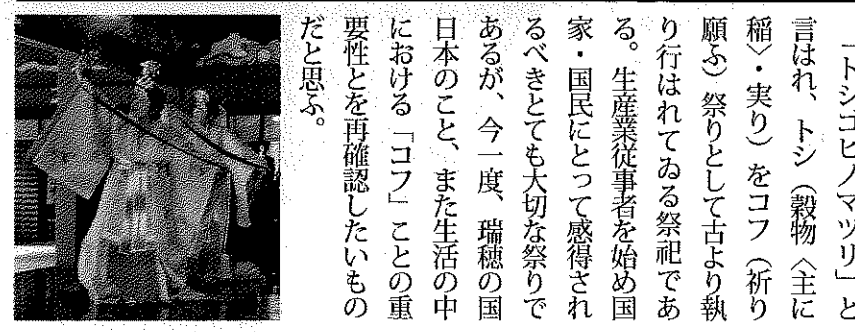 「トシゴヒノマツリ」と
言はれ、トシ（穀物〈主に
稲〉・実り）をコフ（祈り
願ふ）祭りとして古より執
り行はれてゐる祭祀であ
る。生産業従事者を始め国
家・国民にとって感得され
るべきとても大切な祭りで
あるが、今一度、瑞穂の国
日本のこと、また生活の中
における「コフ」ことの重
要性とを再確認したいもの
だと思ふ。